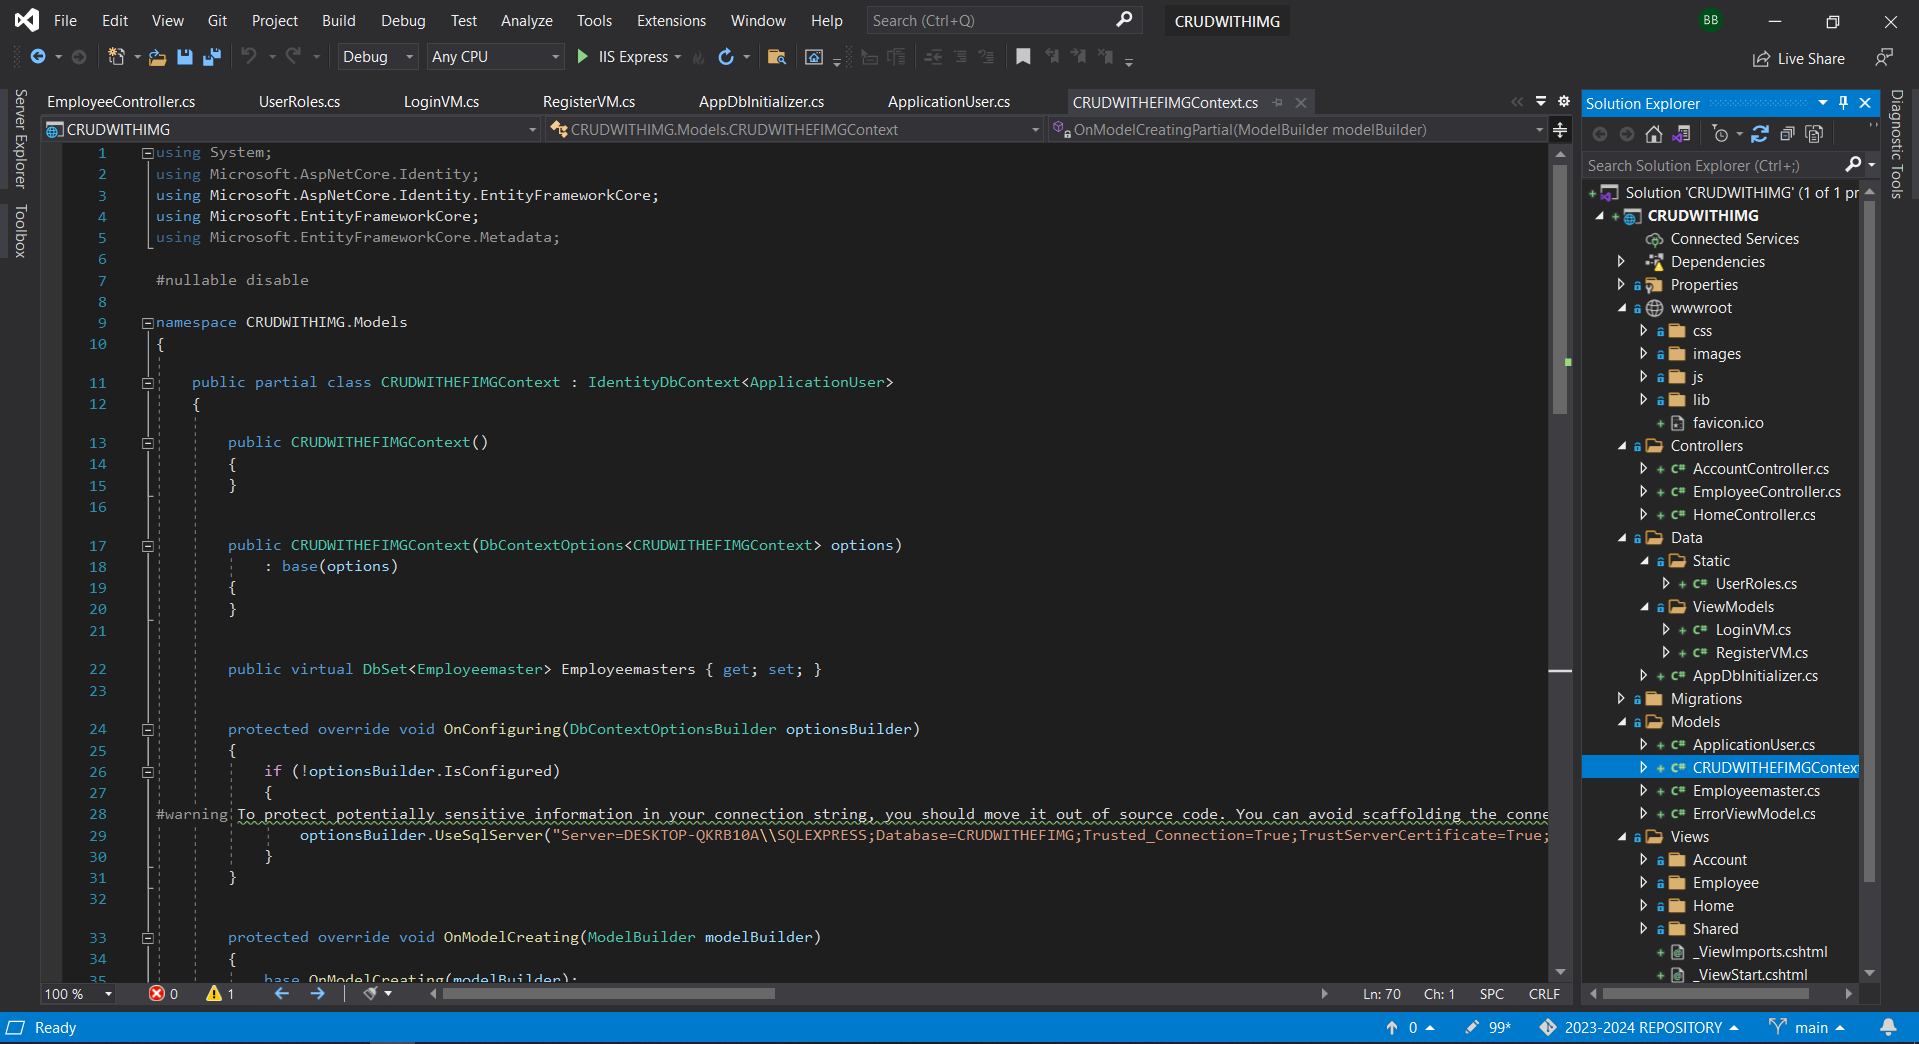 File Edit View Git Project Build Debug Test Analyze Tools Extensions Window Help Search (Ctrl+Q) CRUDWITHIMG BB
Debug Any CPU IIS Express Live Share
Server Explorer
Toolbox
EmployeeController.cs UserRoles.cs LoginVM.cs RegisterVM.cs AppDbInitializer.cs ApplicationUser.cs CRUDWITHEFIMGContext.cs
CRUDWITHIMG CRUDWITHIMG.Models.CRUDWITHEFIMGContext OnModelCreatingPartial(ModelBuilder modelBuilder)
1 using System;
2 using Microsoft.AspNetCore.Identity;
3 using Microsoft.AspNetCore.Identity.EntityFrameworkCore;
4 using Microsoft.EntityFrameworkCore;
5 using Microsoft.EntityFrameworkCore.Metadata;
6
7 #nullable disable
8
9 namespace CRUDWITHIMG.Models
10 {
11 public partial class CRUDWITHEFIMGContext : IdentityDbContext<ApplicationUser>
12 {
13 public CRUDWITHEFIMGContext()
14 {
15 }
16
17 public CRUDWITHEFIMGContext(DbContextOptions<CRUDWITHEFIMGContext> options)
18 : base(options)
19 {
20 }
21
22 public virtual DbSet<Employeemaster> Employeemasters { get; set; }
23
24 protected override void OnConfiguring(DbContextOptionsBuilder optionsBuilder)
25 {
26 if (!optionsBuilder.IsConfigured)
27 {
28 #warning To protect potentially sensitive information in your connection string, you should move it out of source code. You can avoid scaffolding the conne
29 optionsBuilder.UseSqlServer("Server=DESKTOP-QKRB10A\\SQLEXPRESS;Database=CRUDWITHEFIMG;Trusted_Connection=True;TrustServerCertificate=True;
30 }
31 }
32
33 protected override void OnModelCreating(ModelBuilder modelBuilder)
34 {
35 base.OnModelCreating(modelBuilder);
100 % 0 1 Ln: 70 Ch: 1 SPC CRLF
Solution Explorer
Search Solution Explorer (Ctrl+;)
Solution 'CRUDWITHIMG' (1 of 1 pr
CRUDWITHIMG
Connected Services
Dependencies
Properties
wwwroot
css
images
js
lib
favicon.ico
Controllers
C# AccountController.cs
C# EmployeeController.cs
C# HomeController.cs
Data
Static
C# UserRoles.cs
ViewModels
C# LoginVM.cs
C# RegisterVM.cs
C# AppDbInitializer.cs
Migrations
Models
C# ApplicationUser.cs
C# CRUDWITHEFIMGContex
C# Employeemaster.cs
C# ErrorViewModel.cs
Views
Account
Employee
Home
Shared
_ViewImports.cshtml
_ViewStart.cshtml
Diagnostic Tools
Ready 0 99* 2023-2024 REPOSITORY main